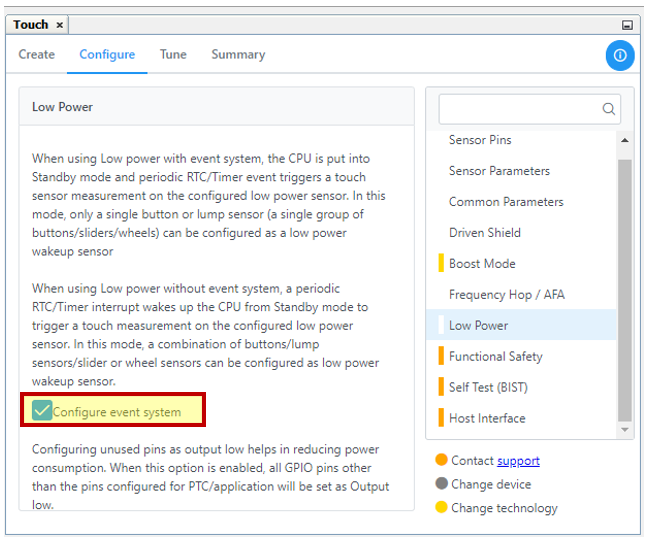 Touch ×
Create Configure Tune Summary
Low Power
When using Low power with event system, the CPU is put into
Standby mode and periodic RTC/Timer event triggers a touch
sensor measurement on the configured low power sensor. In this
mode, only a single button or lump sensor (a single group of
buttons/sliders/wheels) can be configured as a low power
wakeup sensor
When using Low power without event system, a periodic
RTC/Timer interrupt wakes up the CPU from Standby mode to
trigger a touch measurement on the configured low power
sensor. In this mode, a combination of buttons/lump
sensors/slider or wheel sensors can be configured as low power
wakeup sensor.
Configure event system
Configuring unused pins as output low helps in reducing power
consumption. When this option is enabled, all GPIO pins other
than the pins configured for PTC/application will be set as Output
low.
Sensor Pins
Sensor Parameters
Common Parameters
Driven Shield
Boost Mode
Frequency Hop / AFA
Low Power
Functional Safety
Self Test (BIST)
Host Interface
Contact support
Change device
Change technology